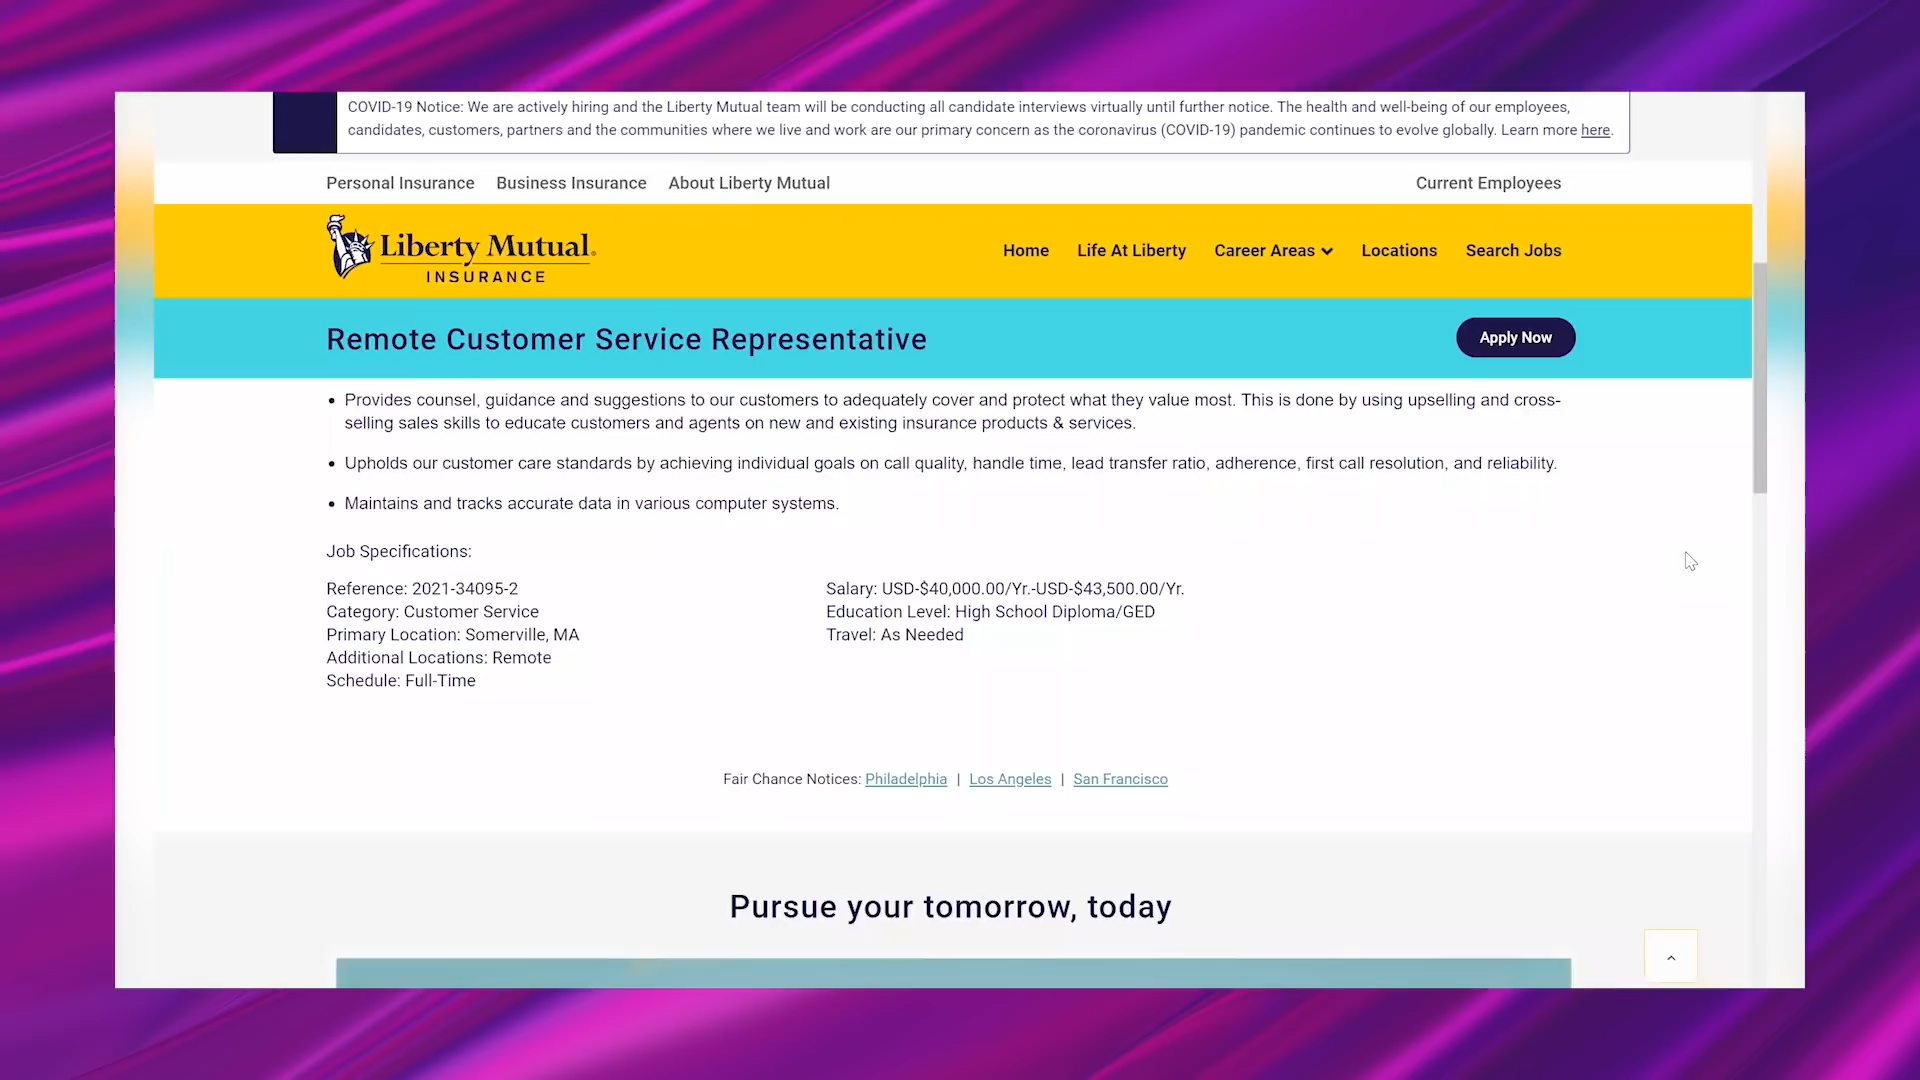 COVID-19 Notice: We are actively hiring and the Liberty Mutual team will be conducting all candidate interviews virtually until further notice. The health and well-being of our employees,
candidates, customers, partners and the communities where we live and work are our primary concern as the coronavirus (COVID-19) pandemic continues to evolve globally. Learn more here.
Personal Insurance Business Insurance About Liberty Mutual Current Employees
Liberty Mutual
INSURANCE
Home Life At Liberty Career Areas Locations Search Jobs
Remote Customer Service Representative Apply Now
• Provides counsel, guidance and suggestions to our customers to adequately cover and protect what they value most. This is done by using upselling and cross-
selling sales skills to educate customers and agents on new and existing insurance products & services.
• Upholds our customer care standards by achieving individual goals on call quality, handle time, lead transfer ratio, adherence, first call resolution, and reliability.
• Maintains and tracks accurate data in various computer systems.
Job Specifications:
Reference: 2021-34095-2
Category: Customer Service
Primary Location: Somerville, MA
Additional Locations: Remote
Schedule: Full-Time
Salary: USD-$40,000.00/Yr.-USD-$43,500.00/Yr.
Education Level: High School Diploma/GED
Travel: As Needed
Fair Chance Notices: Philadelphia | Los Angeles | San Francisco
Pursue your tomorrow, today